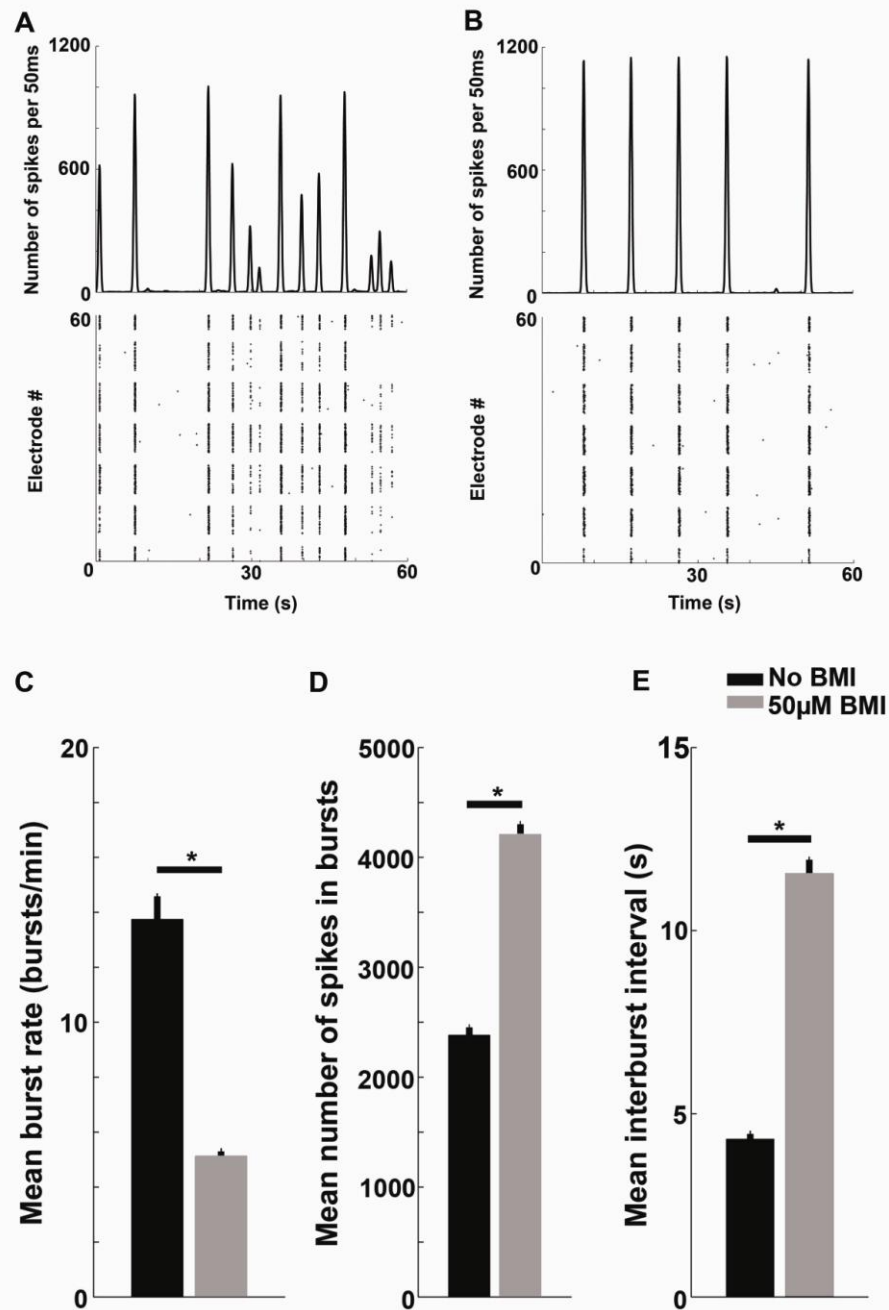 A
Number of spikes per 50ms
1200
600
0
Electrode #
60
0
30
60
Time (s)
B
Number of spikes per 50ms
1200
600
0
Electrode #
60
0
30
60
Time (s)
C
Mean burst rate (bursts/min)
20
10
0
*
D
Mean number of spikes in bursts
5000
4000
3000
2000
1000
0
*
E
No BMI
50µM BMI
Mean interburst interval (s)
15
10
5
0
*